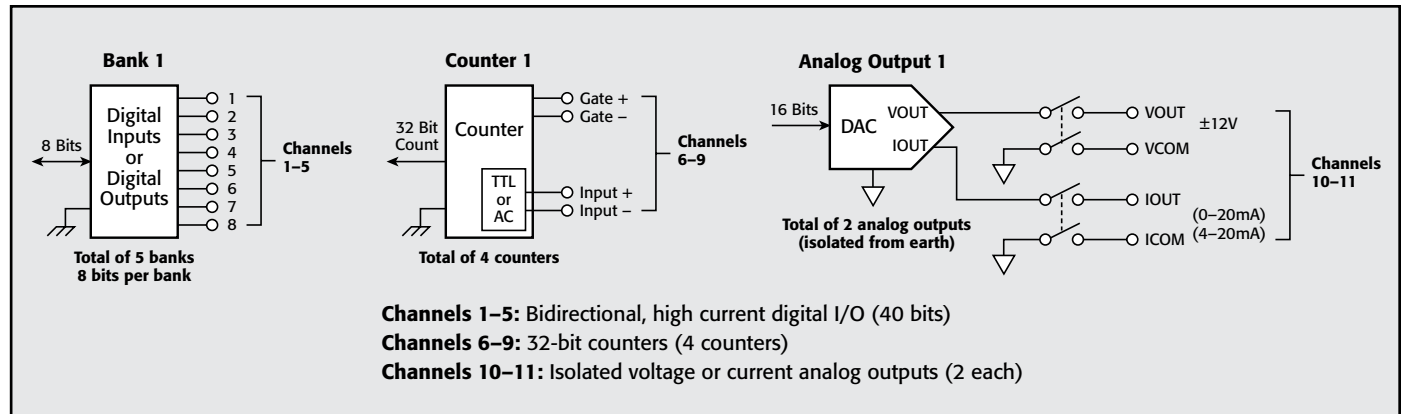 Bank 1
8 Bits
Digital
Inputs
or
Digital
Outputs
1
2
3
4
5
6
7
8
Channels
1–5
Total of 5 banks
8 bits per bank
Counter 1
32 Bit
Count
Counter
TTL
or
AC
Gate +
Gate –
Input +
Input –
Channels
6–9
Total of 4 counters
Analog Output 1
16 Bits
DAC
VOUT
IOUT
VOUT
±12V
VCOM
IOUT
(0–20mA)
ICOM
(4–20mA)
Channels
10–11
Total of 2 analog outputs
(isolated from earth)
Channels 1–5: Bidirectional, high current digital I/O (40 bits)
Channels 6–9: 32-bit counters (4 counters)
Channels 10–11: Isolated voltage or current analog outputs (2 each)